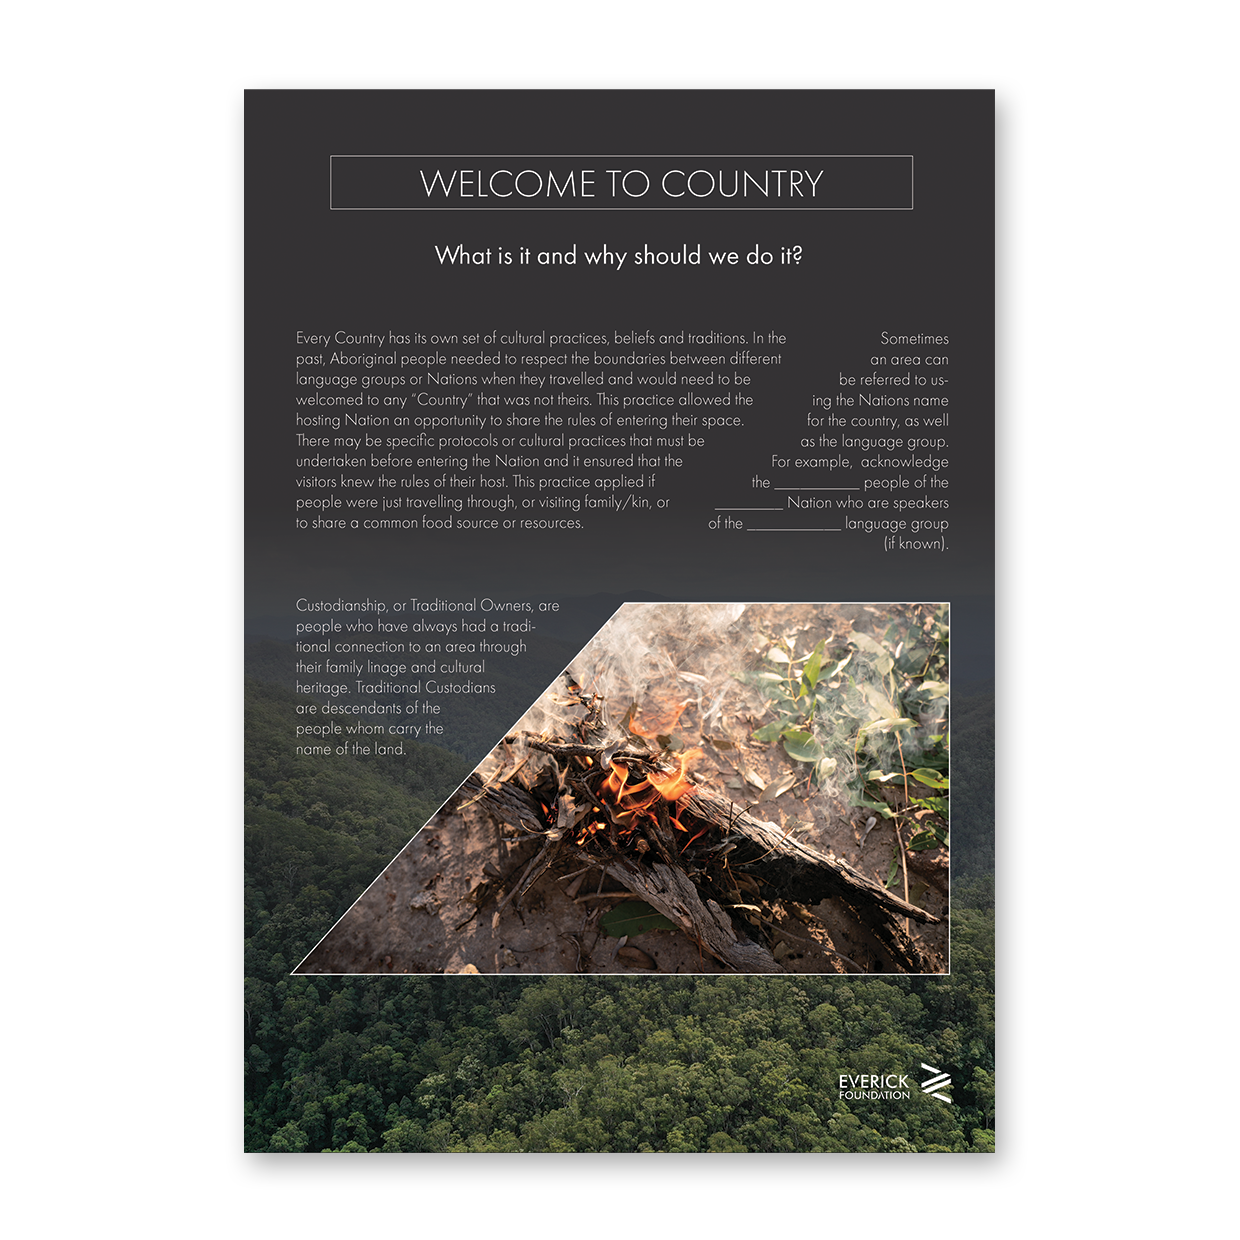 WELCOME TO COUNTRY
What is it and why should we do it?
Every Country has its own set of cultural practices, beliefs and traditions. In the
past, Aboriginal people needed to respect the boundaries between different
language groups or Nations when they travelled and would need to be
welcomed to any “Country” that was not theirs. This practice allowed the
hosting Nation an opportunity to share the rules of entering their space.
There may be specific protocols or cultural practices that must be
undertaken before entering the Nation and it ensured that the
visitors knew the rules of their host. This practice applied if
people were just travelling through, or visiting family/kin, or
to share a common food source or resources.
Sometimes
an area can
be referred to us-
ing the Nations name
for the country, as well
as the language group.
For example, acknowledge
the __________ people of the
________ Nation who are speakers
of the ___________ language group
(if known).
Custodianship, or Traditional Owners, are
people who have always had a tradi-
tional connection to an area through
their family linage and cultural
heritage. Traditional Custodians
are descendants of the
people whom carry the
name of the land.
EVERICK
FOUNDATION